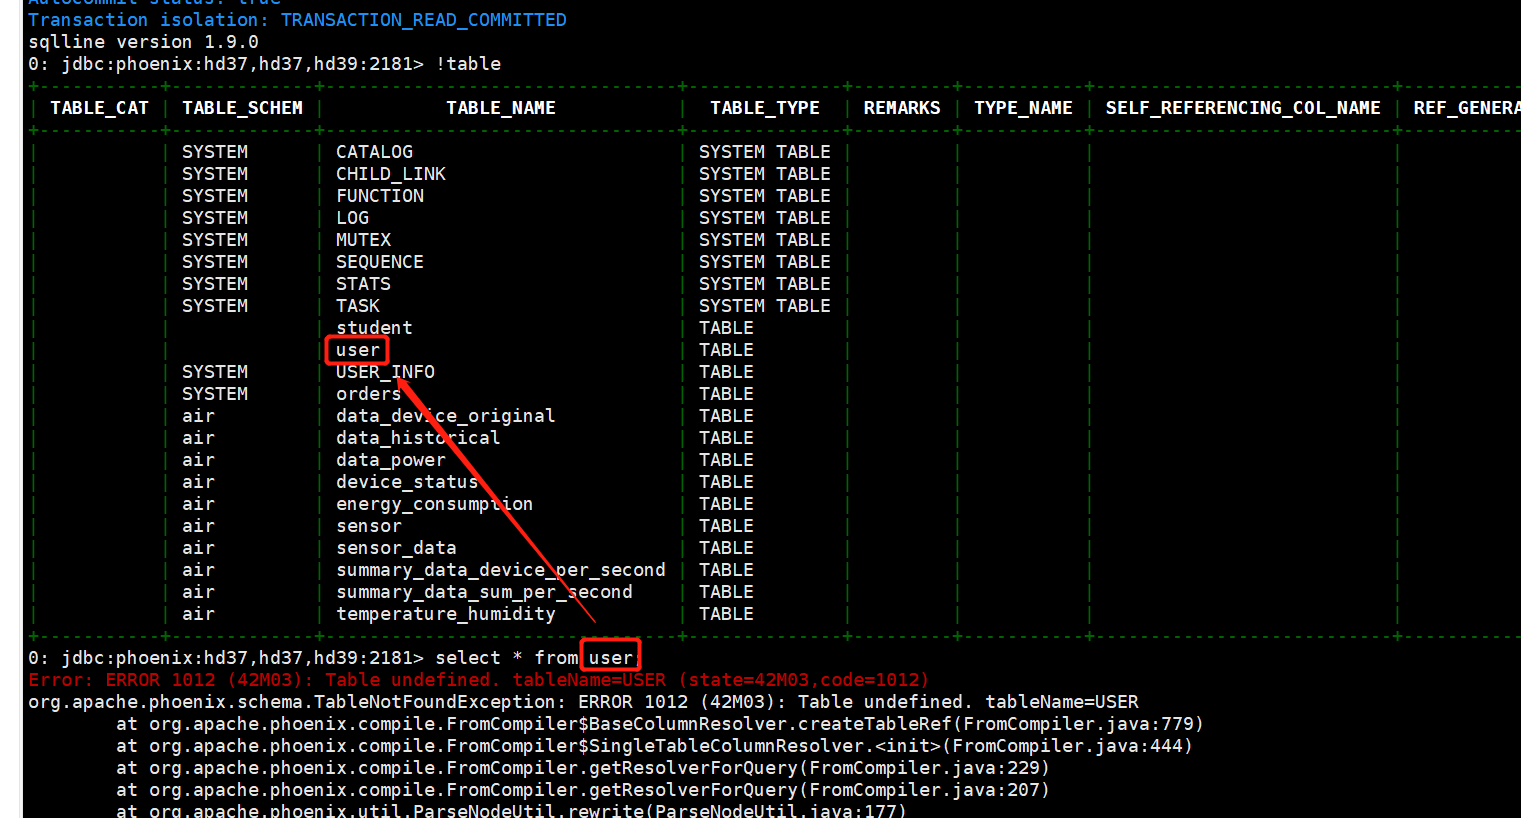 Autocommit status: true
Transaction isolation: TRANSACTION_READ_COMMITTED
sqlline version 1.9.0
0: jdbc:phoenix:hd37,hd37,hd39:2181> !table
TABLE_CAT | TABLE_SCHEM | TABLE_NAME | TABLE_TYPE | REMARKS | TYPE_NAME | SELF_REFERENCING_COL_NAME | REF_GENERA
SYSTEM | CATALOG | SYSTEM TABLE
SYSTEM | CHILD_LINK | SYSTEM TABLE
SYSTEM | FUNCTION | SYSTEM TABLE
SYSTEM | LOG | SYSTEM TABLE
SYSTEM | MUTEX | SYSTEM TABLE
SYSTEM | SEQUENCE | SYSTEM TABLE
SYSTEM | STATS | SYSTEM TABLE
SYSTEM | TASK | SYSTEM TABLE
student | TABLE
user | TABLE
SYSTEM | USER_INFO | TABLE
SYSTEM | orders | TABLE
air | data_device_original | TABLE
air | data_historical | TABLE
air | data_power | TABLE
air | device_status | TABLE
air | energy_consumption | TABLE
air | sensor | TABLE
air | sensor_data | TABLE
air | summary_data_device_per_second | TABLE
air | summary_data_sum_per_second | TABLE
air | temperature_humidity | TABLE
0: jdbc:phoenix:hd37,hd37,hd39:2181> select * from user;
Error: ERROR 1012 (42M03): Table undefined. tableName=USER (state=42M03,code=1012)
org.apache.phoenix.schema.TableNotFoundException: ERROR 1012 (42M03): Table undefined. tableName=USER
at org.apache.phoenix.compile.FromCompiler$BaseColumnResolver.createTableRef(FromCompiler.java:779)
at org.apache.phoenix.compile.FromCompiler$SingleTableColumnResolver.<init>(FromCompiler.java:444)
at org.apache.phoenix.compile.FromCompiler.getResolverForQuery(FromCompiler.java:229)
at org.apache.phoenix.compile.FromCompiler.getResolverForQuery(FromCompiler.java:207)
at org.apache.phoenix.util.ParseNodeUtil.rewrite(ParseNodeUtil.java:177)